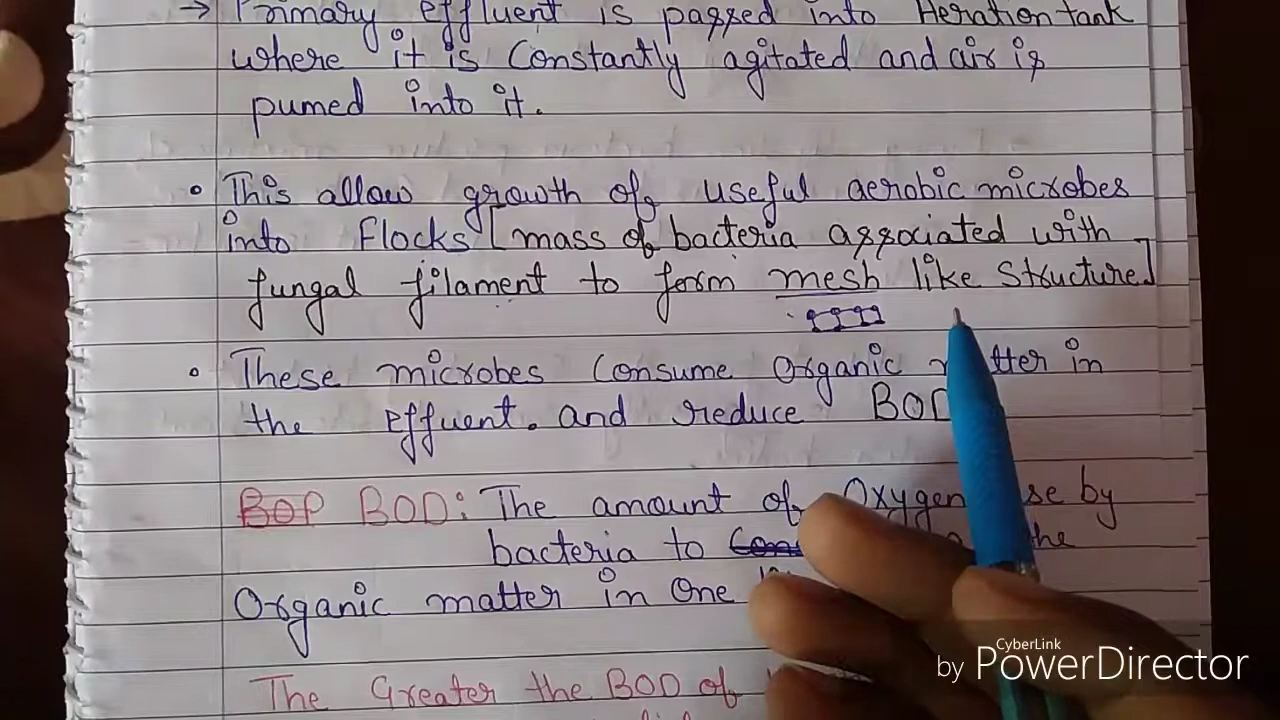 → Primary effluent is passed into Aeration tank
where it is Constantly agitated and air is
pumed into it.
• This allow growth of useful aerobic microbes
into Flocks [mass of bacteria associated with
fungal filament to form mesh like structure]
• These microbes Consume Organic in
the effuent. and reduce BOD
BOD: The amount of Oxygen by
bacteria to the
Organic matter in One
The Greater the BOD of
CyberLink
by PowerDirector